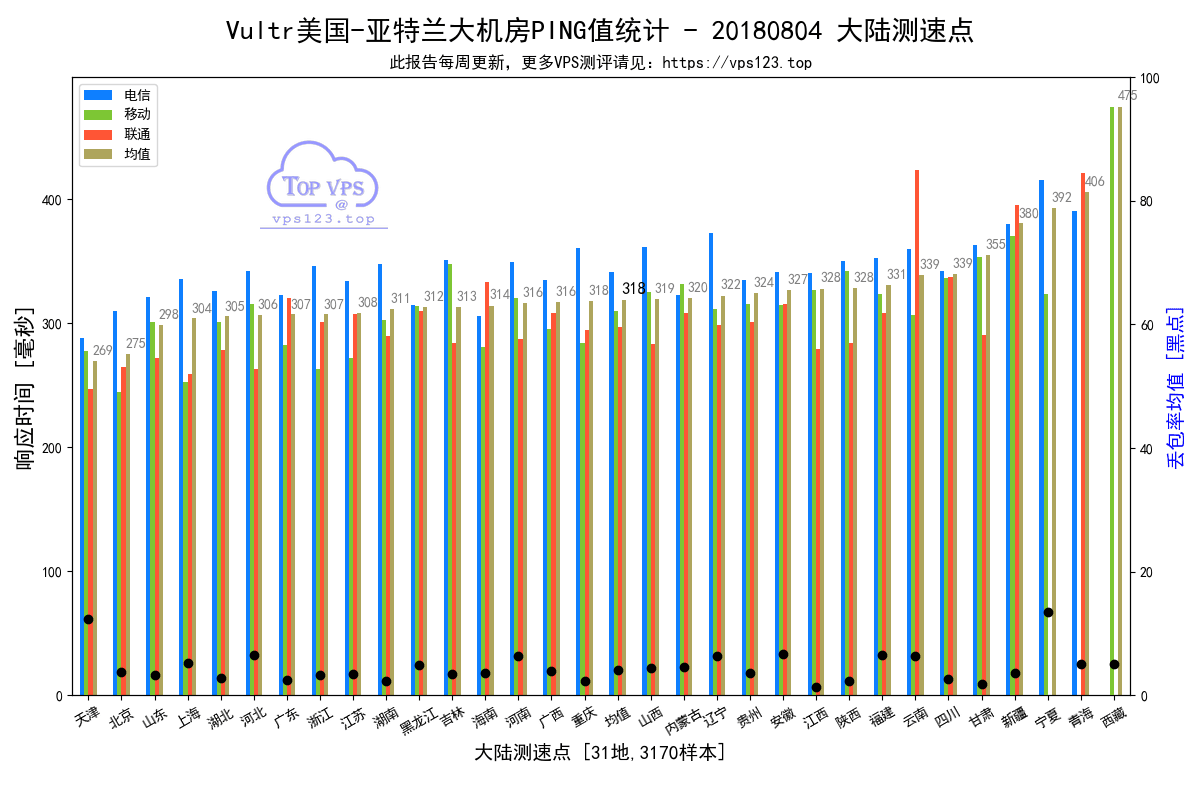 Vultr美国-亚特兰大机房PING值统计 - 20180804 大陆测速点
此报告每周更新，更多VPS测评请见：https://vps123.top
电信
移动
联通
均值
TOP VPS
@
vps123.top
响应时间 [毫秒]
0
100
200
300
400
269
275
298
304
305
306
307
307
308
311
312
313
314
316
316
318
318
319
320
322
324
327
328
328
331
339
339
355
380
392
406
475
0
20
40
60
80
100
丢包率均值 [黑点]
天津
北京
山东
上海
湖北
河北
广东
浙江
江苏
湖南
黑龙江
吉林
海南
河南
广西
重庆
均值
山西
内蒙古
辽宁
贵州
安徽
江西
陕西
福建
云南
四川
甘肃
新疆
宁夏
青海
西藏
大陆测速点 [31地,3170样本]